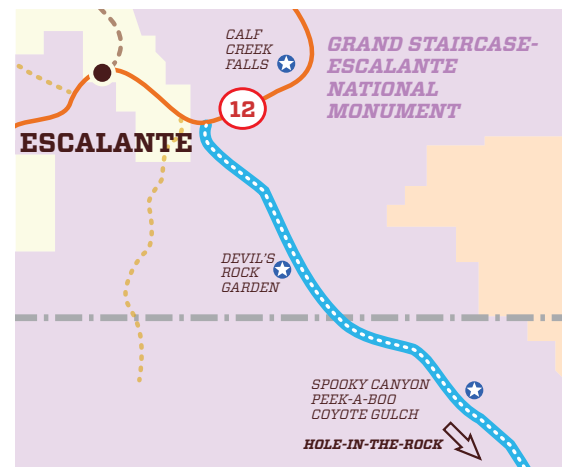 CALF
CREEK
FALLS
GRAND STAIRCASE-
ESCALANTE
NATIONAL
MONUMENT
12
ESCALANTE
DEVIL'S
ROCK
GARDEN
SPOOKY CANYON
PEEK-A-BOO
COYOTE GULCH
HOLE-IN-THE-ROCK